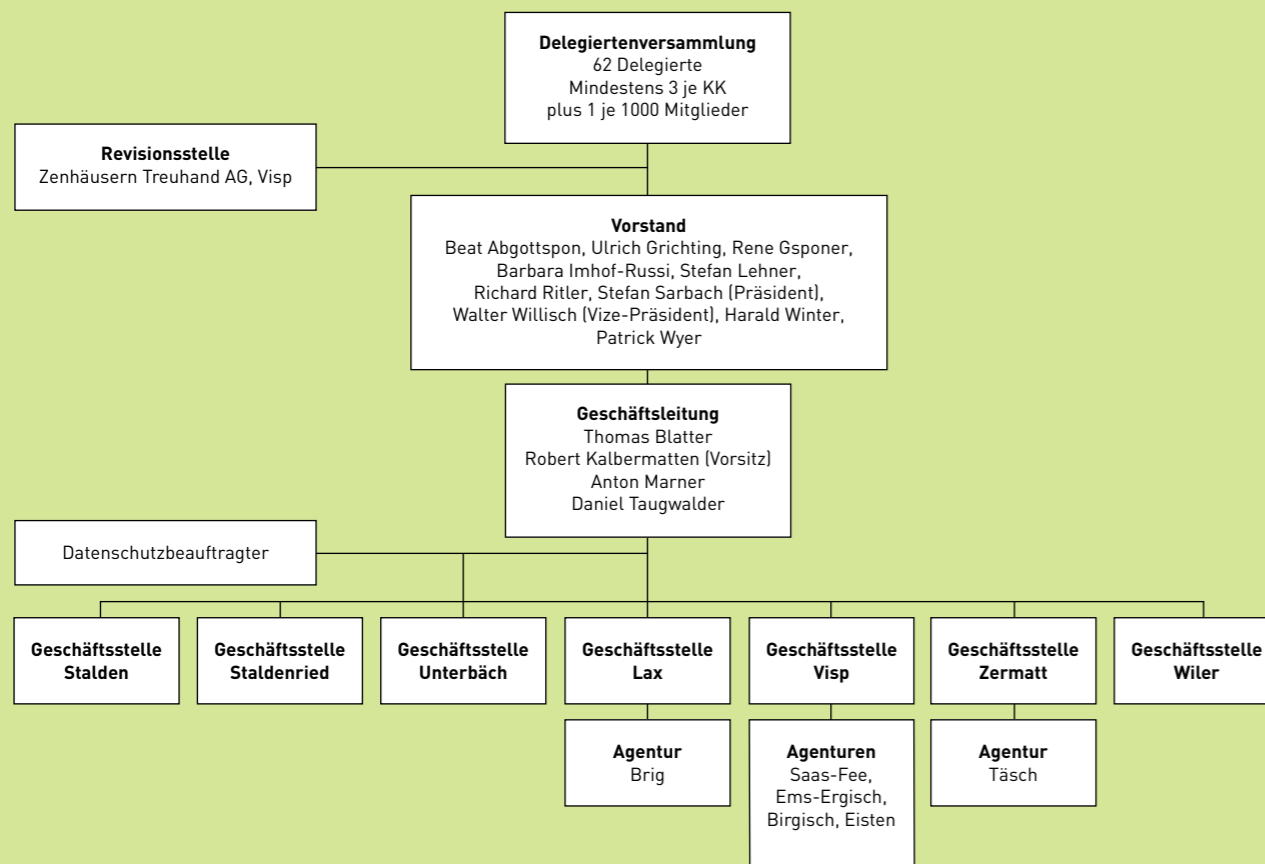 Delegiertenversammlung
62 Delegierte
Mindestens 3 je KK
plus 1 je 1000 Mitglieder
Revisionsstelle
Zenhäusern Treuhand AG, Visp
Vorstand
Beat Abgottspon, Ulrich Grichting, Rene Gsponer,
Barbara Imhof-Russi, Stefan Lehner,
Richard Ritler, Stefan Sarbach (Präsident),
Walter Willisch (Vize-Präsident), Harald Winter,
Patrick Wyer
Geschäftsleitung
Thomas Blatter
Robert Kalbermatten (Vorsitz)
Anton Marner
Daniel Taugwalder
Datenschutzbeauftragter
Geschäftsstelle
Stalden
Geschäftsstelle
Staldenried
Geschäftsstelle
Unterbäch
Geschäftsstelle
Lax
Geschäftsstelle
Visp
Geschäftsstelle
Zermatt
Geschäftsstelle
Wiler
Agentur
Brig
Agenturen
Saas-Fee,
Ems-Ergisch,
Birgisch, Eisten
Agentur
Täsch